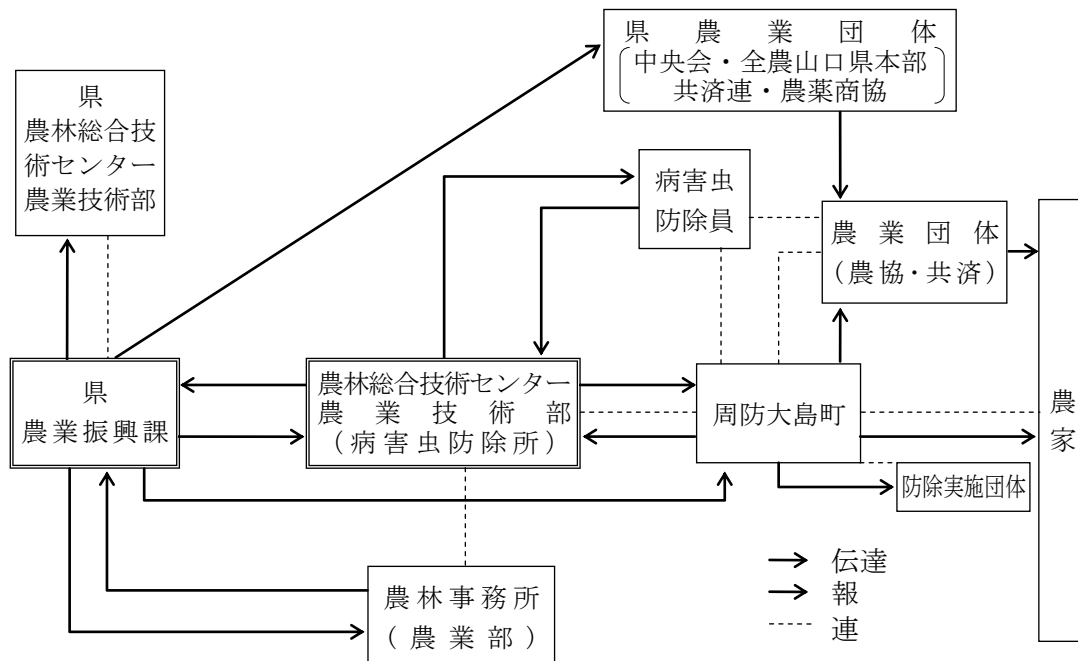 県農業団体
中央会・全農山口県本部
共済連・農薬商協
県
農林総合技
術センター
農業技術部
病害虫
防除員
農業団体
（農協・共済）
県
農業振興課
農林総合技術センター
農業技術部
（病害虫防除所）
周防大島町
農
家
防除実施団体
農林事務所
（農業部）
伝達
報
連